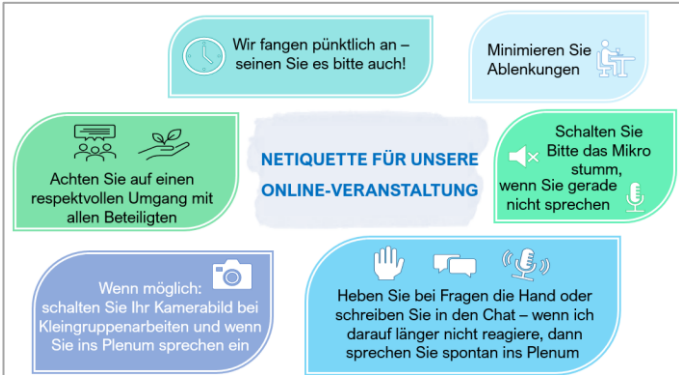 Wir fangen pünktlich an –
seinen Sie es bitte auch!
Minimieren Sie
Ablenkungen
Achten Sie auf einen
respektvollen Umgang mit
allen Beteiligten
NETIQUETTE FÜR UNSERE
ONLINE-VERANSTALTUNG
Schalten Sie
Bitte das Mikro
stumm,
wenn Sie gerade
nicht sprechen
Wenn möglich:
schalten Sie Ihr Kamerabild bei
Kleingruppenarbeiten und wenn
Sie ins Plenum sprechen ein
Heben Sie bei Fragen die Hand oder
schreiben Sie in den Chat – wenn ich
darauf länger nicht reagiere, dann
sprechen Sie spontan ins Plenum